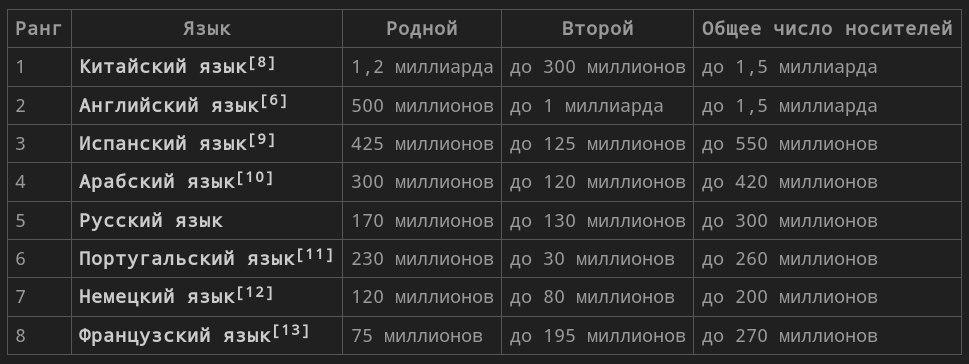 Ранг Язык Родной Второй Общее число носителей
1 Китайский язык[8] 1,2 миллиарда до 300 миллионов до 1,5 миллиарда
2 Английский язык[6] 500 миллионов до 1 миллиарда до 1,5 миллиарда
3 Испанский язык[9] 425 миллионов до 125 миллионов до 550 миллионов
4 Арабский язык[10] 300 миллионов до 120 миллионов до 420 миллионов
5 Русский язык 170 миллионов до 130 миллионов до 300 миллионов
6 Португальский язык[11] 230 миллионов до 30 миллионов до 260 миллионов
7 Немецкий язык[12] 120 миллионов до 80 миллионов до 200 миллионов
8 Французский язык[13] 75 миллионов до 195 миллионов до 270 миллионов